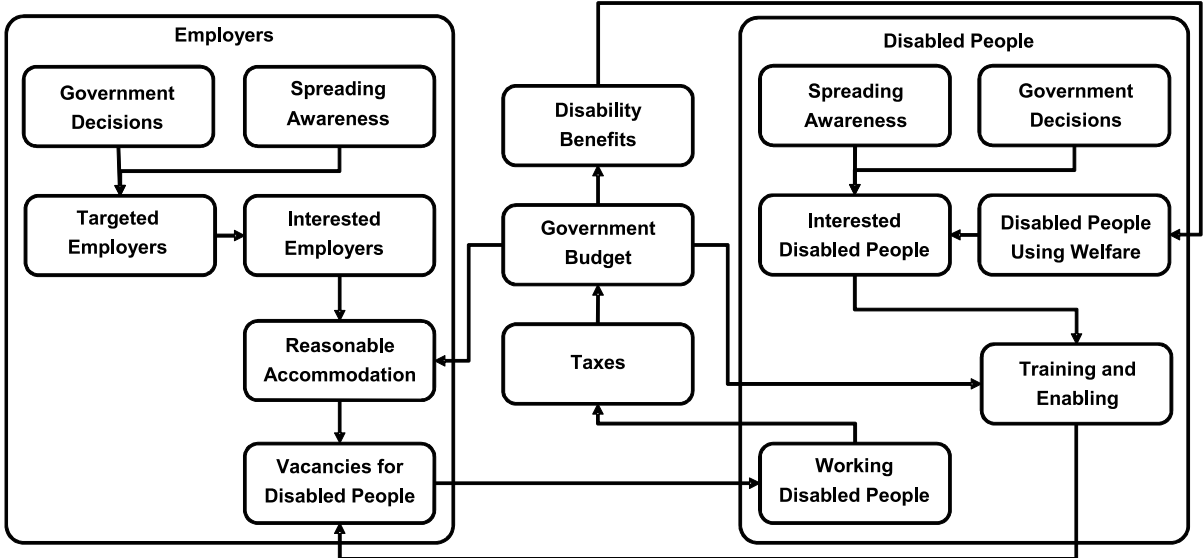 Employers
Government
Decisions
Spreading
Awareness
Targeted
Employers
Interested
Employers
Reasonable
Accommodation
Vacancies for
Disabled People
Disability
Benefits
Government
Budget
Taxes
Disabled People
Spreading
Awareness
Government
Decisions
Interested
Disabled People
Disabled People
Using Welfare
Training and
Enabling
Working
Disabled People